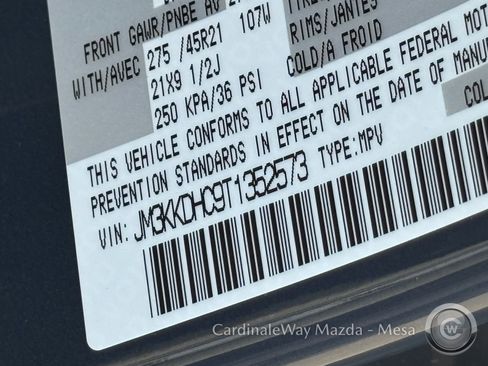 FRONT GAWR/PNBE AV
WITH/AVEC 275 /45R21 107W
21X9 1/2J RIMS/JANTES
250 KPA/36 PSI COLD/A FROID
THIS VEHICLE CONFORMS TO ALL APPLICABLE FEDERAL MOT
PREVENTION STANDARDS IN EFFECT ON THE DATE OF MANU
VIN: JM3KKDHC9T1352573 TYPE:MPV
COL
CardinaleWay Mazda - Mesa
CW